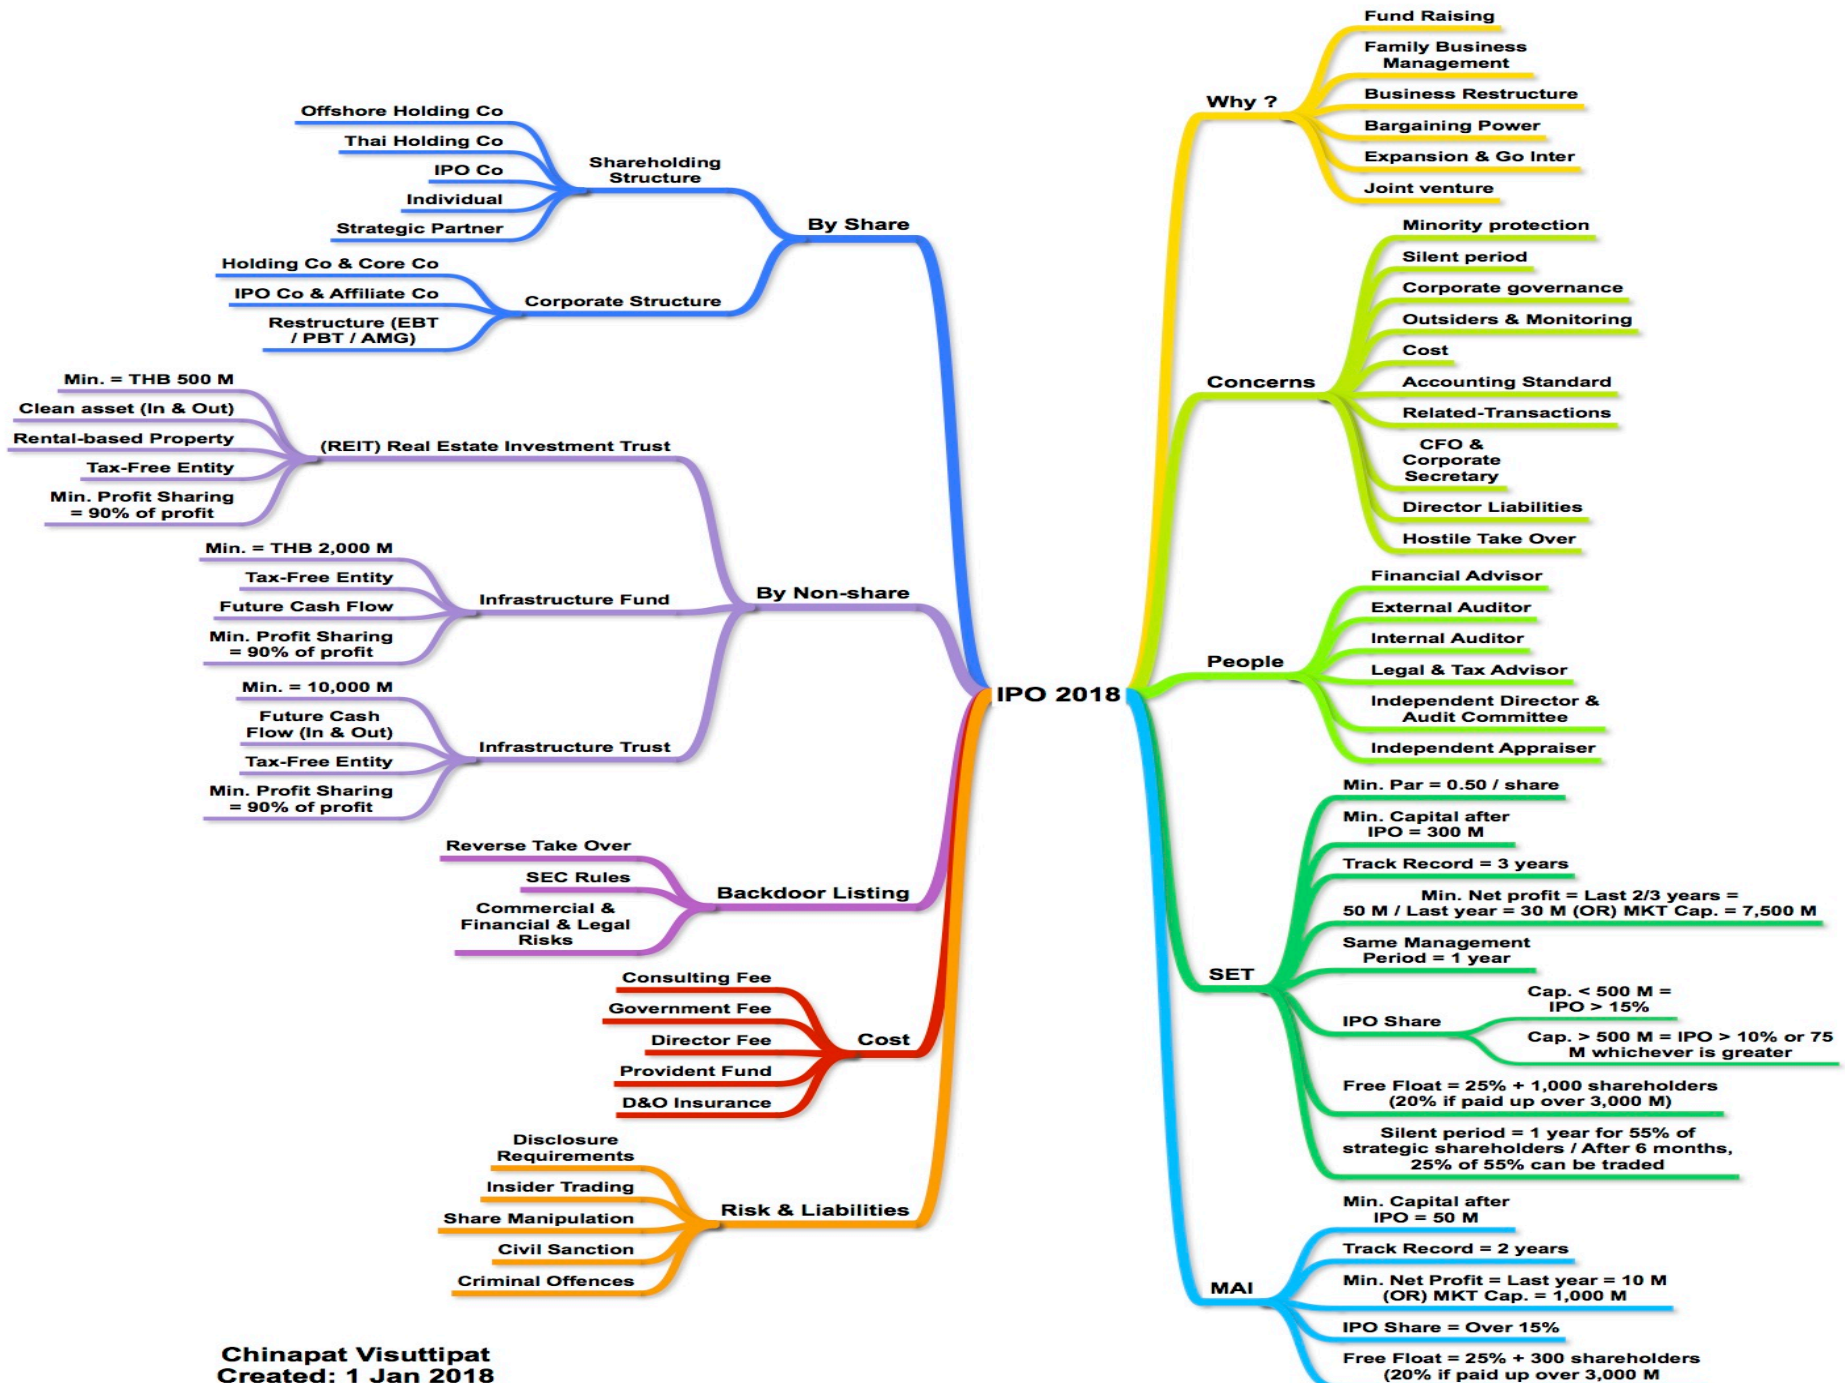 Offshore Holding Co
Thai Holding Co
IPO Co
Individual
Strategic Partner
Shareholding
Structure
Holding Co & Core Co
IPO Co & Affiliate Co
Restructure (EBT
/ PBT / AMG)
Corporate Structure
By Share
Min. = THB 500 M
Clean asset (In & Out)
Rental-based Property
Tax-Free Entity
Min. Profit Sharing
= 90% of profit
(REIT) Real Estate Investment Trust
Min. = THB 2,000 M
Tax-Free Entity
Future Cash Flow
Min. Profit Sharing
= 90% of profit
Infrastructure Fund
Min. = 10,000 M
Future Cash
Flow (In & Out)
Tax-Free Entity
Min. Profit Sharing
= 90% of profit
Infrastructure Trust
By Non-share
Reverse Take Over
SEC Rules
Commercial &
Financial & Legal
Risks
Backdoor Listing
Consulting Fee
Government Fee
Director Fee
Provident Fund
D&O Insurance
Cost
Disclosure
Requirements
Insider Trading
Share Manipulation
Civil Sanction
Criminal Offences
Risk & Liabilities
IPO 2018
Why ?
Fund Raising
Family Business
Management
Business Restructure
Bargaining Power
Expansion & Go Inter
Joint venture
Concerns
Minority protection
Silent period
Corporate governance
Outsiders & Monitoring
Cost
Accounting Standard
Related-Transactions
CFO &
Corporate
Secretary
Director Liabilities
Hostile Take Over
People
Financial Advisor
External Auditor
Internal Auditor
Legal & Tax Advisor
Independent Director &
Audit Committee
Independent Appraiser
SET
Min. Par = 0.50 / share
Min. Capital after
IPO = 300 M
Track Record = 3 years
Min. Net profit = Last 2/3 years =
50 M / Last year = 30 M (OR) MKT Cap. = 7,500 M
Same Management
Period = 1 year
IPO Share
Cap. < 500 M =
IPO > 15%
Cap. > 500 M = IPO > 10% or 75
M whichever is greater
Free Float = 25% + 1,000 shareholders
(20% if paid up over 3,000 M)
Silent period = 1 year for 55% of
strategic shareholders / After 6 months,
25% of 55% can be traded
MAI
Min. Capital after
IPO = 50 M
Track Record = 2 years
Min. Net Profit = Last year = 10 M
(OR) MKT Cap. = 1,000 M
IPO Share = Over 15%
Free Float = 25% + 300 shareholders
(20% if paid up over 3,000 M
Chinapat Visuttipat
Created: 1 Jan 2018